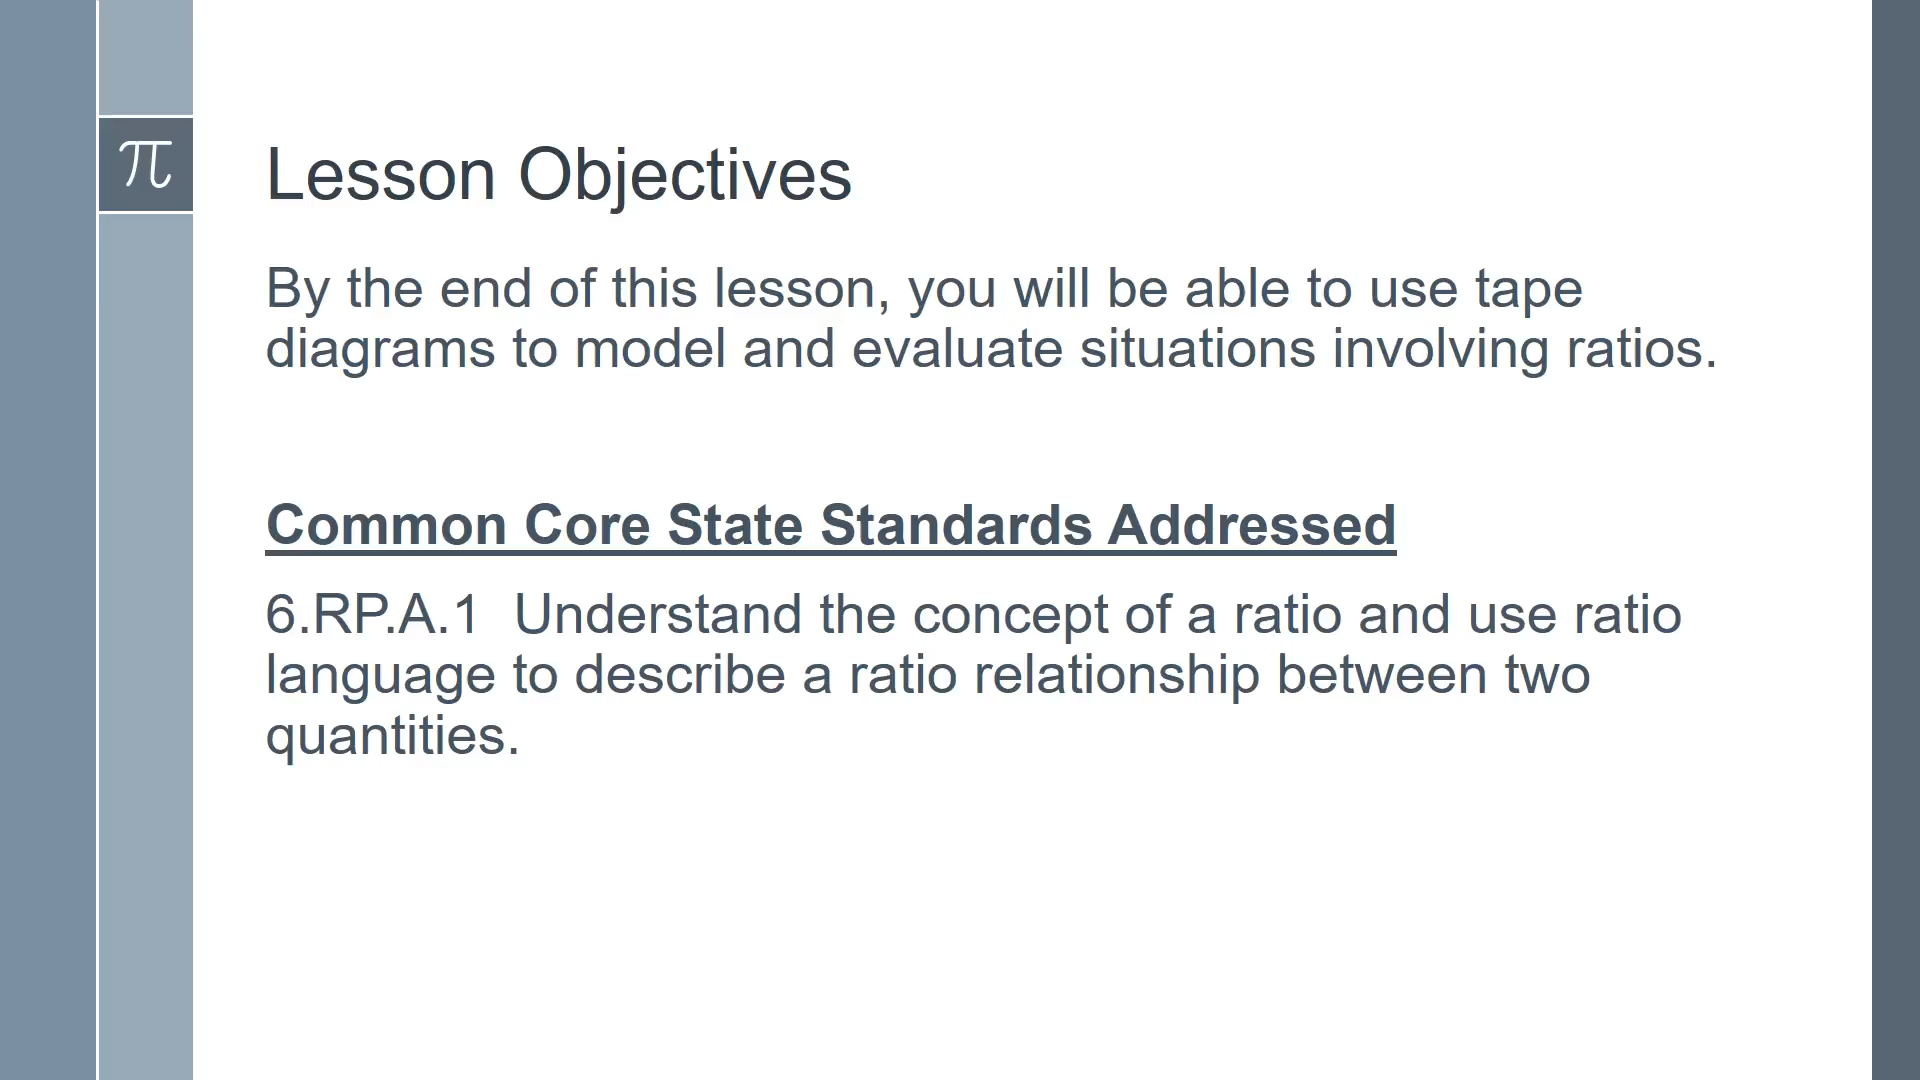 π
Lesson Objectives
By the end of this lesson, you will be able to use tape
diagrams to model and evaluate situations involving ratios.
Common Core State Standards Addressed
6.RP.A.1  Understand the concept of a ratio and use ratio
language to describe a ratio relationship between two
quantities.